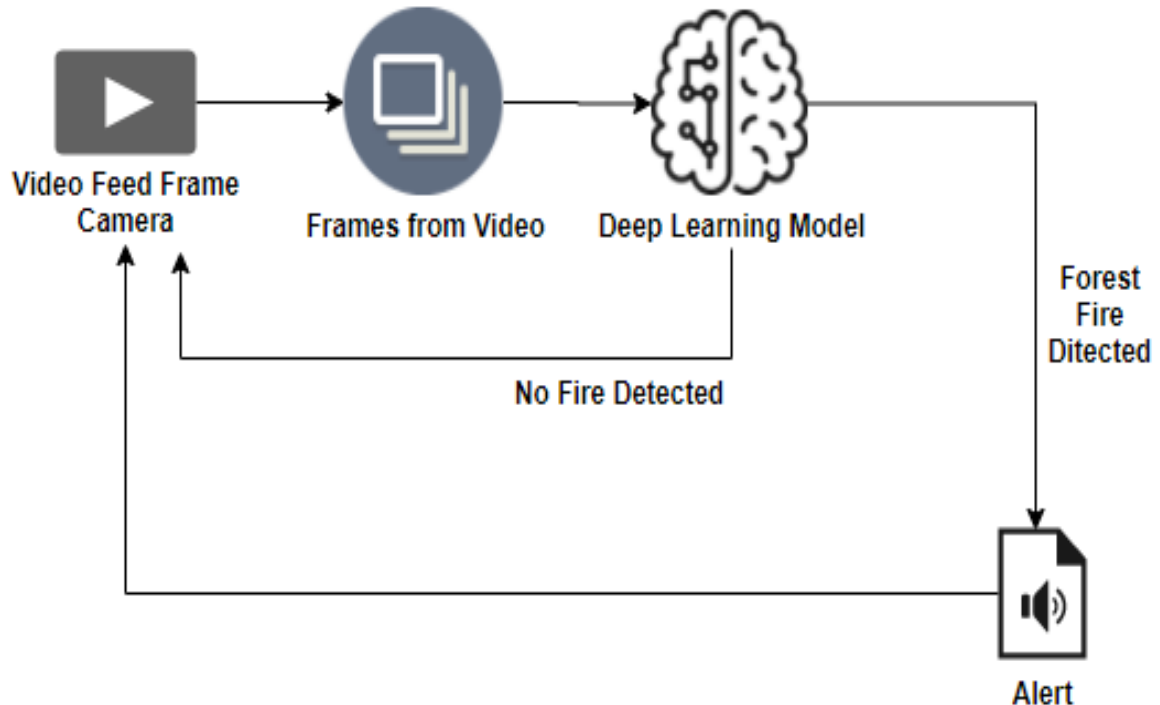 Video Feed Frame
Camera
Frames from Video
Deep Learning Model
Forest
Fire
Ditected
No Fire Detected
Alert